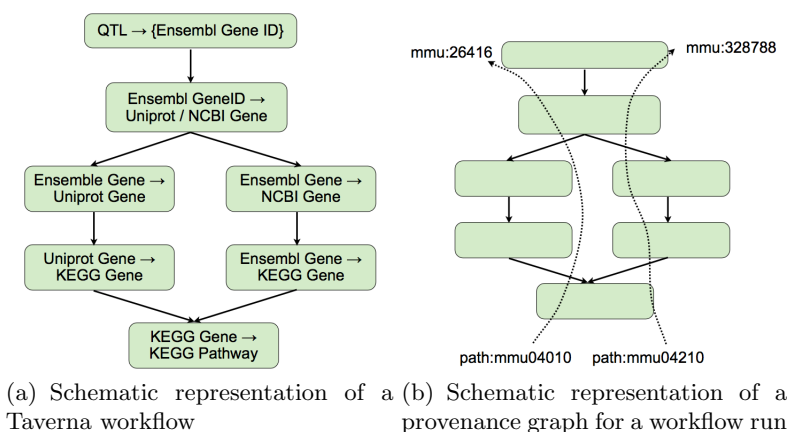 QTL → {Ensembl Gene ID}
Ensembl GeneID →
Uniprot / NCBI Gene
Ensemble Gene →
Uniprot Gene
Ensembl Gene →
NCBI Gene
Uniprot Gene →
KEGG Gene
Ensembl Gene →
KEGG Gene
KEGG Gene →
KEGG Pathway
(a) Schematic representation of a
Taverna workflow
mmu:26416
mmu:328788
path:mmu04010
path:mmu04210
(b) Schematic representation of a
provenance graph for a workflow run